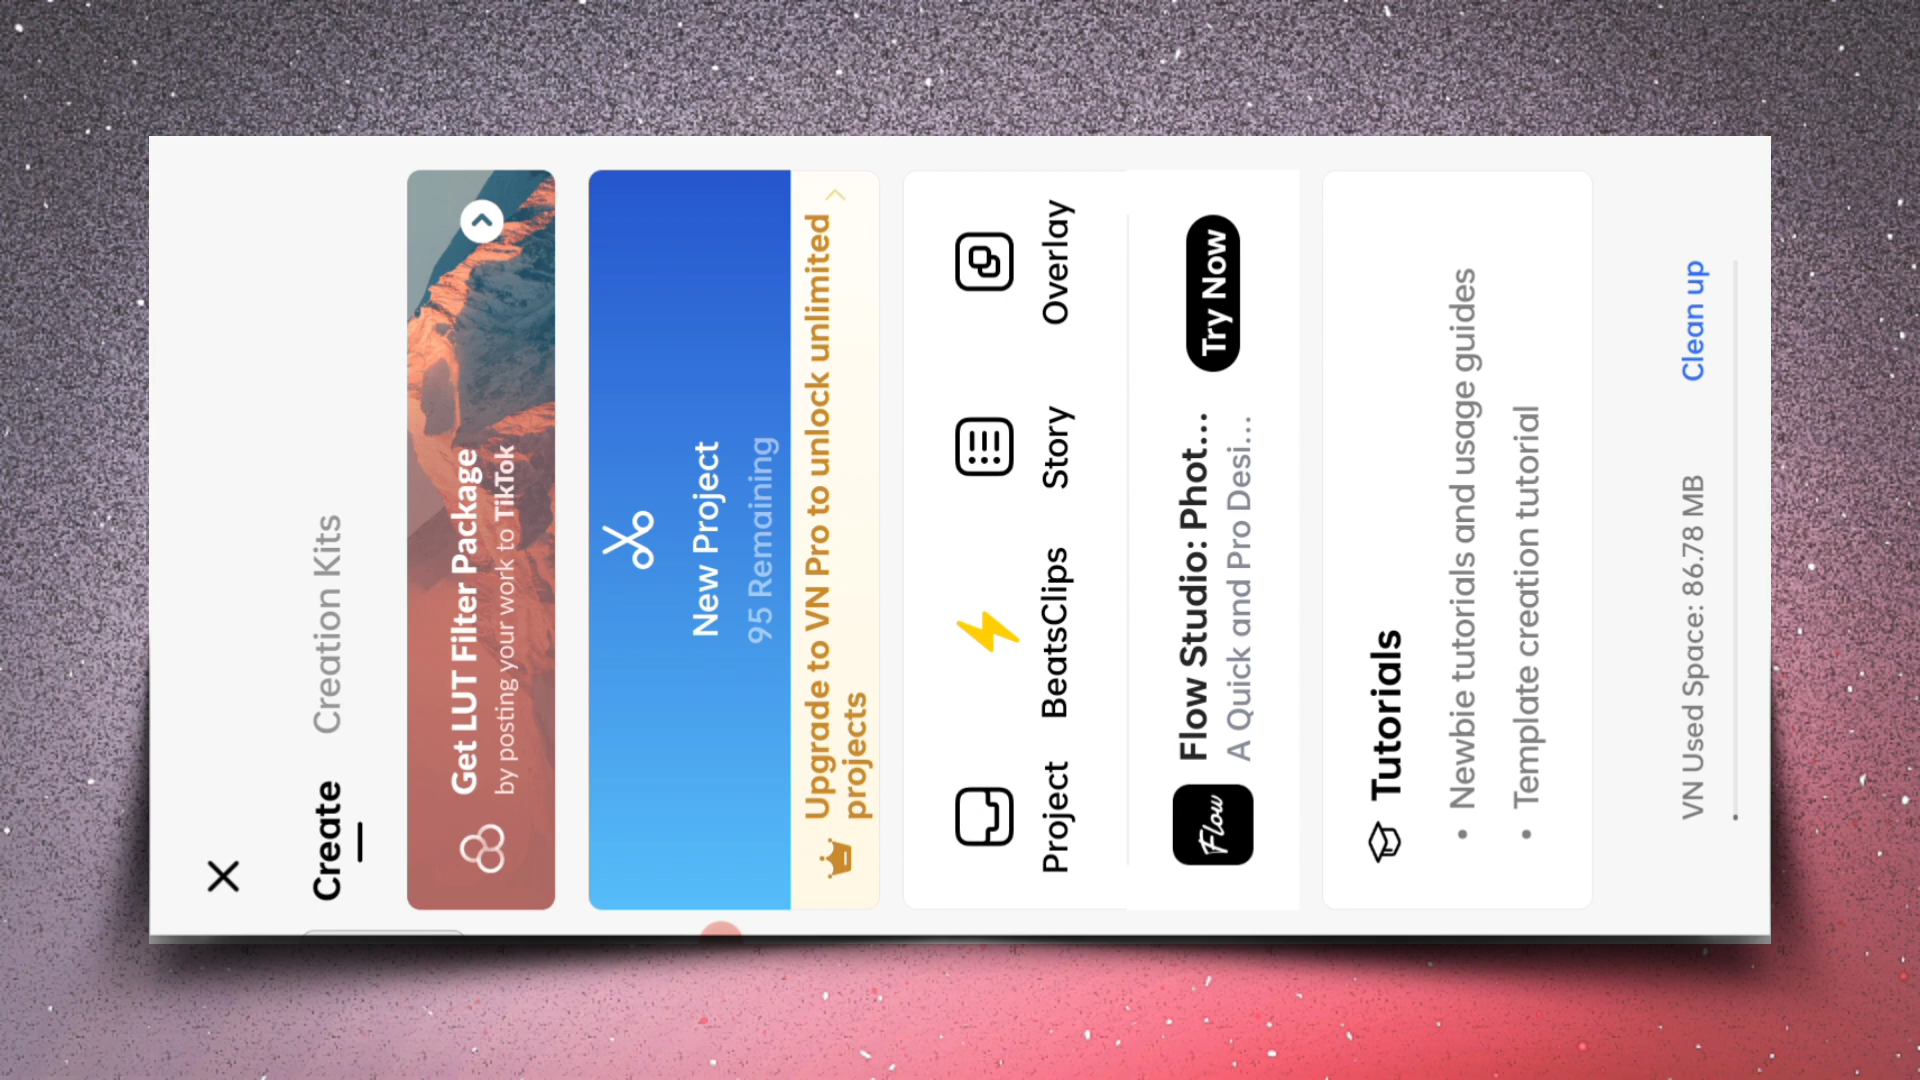 Create Creation Kits
Get LUT Filter Package
by posting your work to TikTok
New Project
95 Remaining
Upgrade to VN Pro to unlock unlimited
projects
Project BeatsClips Story Overlay
Flow
Flow Studio: Phot...
A Quick and Pro Desi...
Try Now
Tutorials
• Newbie tutorials and usage guides
• Template creation tutorial
VN Used Space: 86.78 MB Clean up